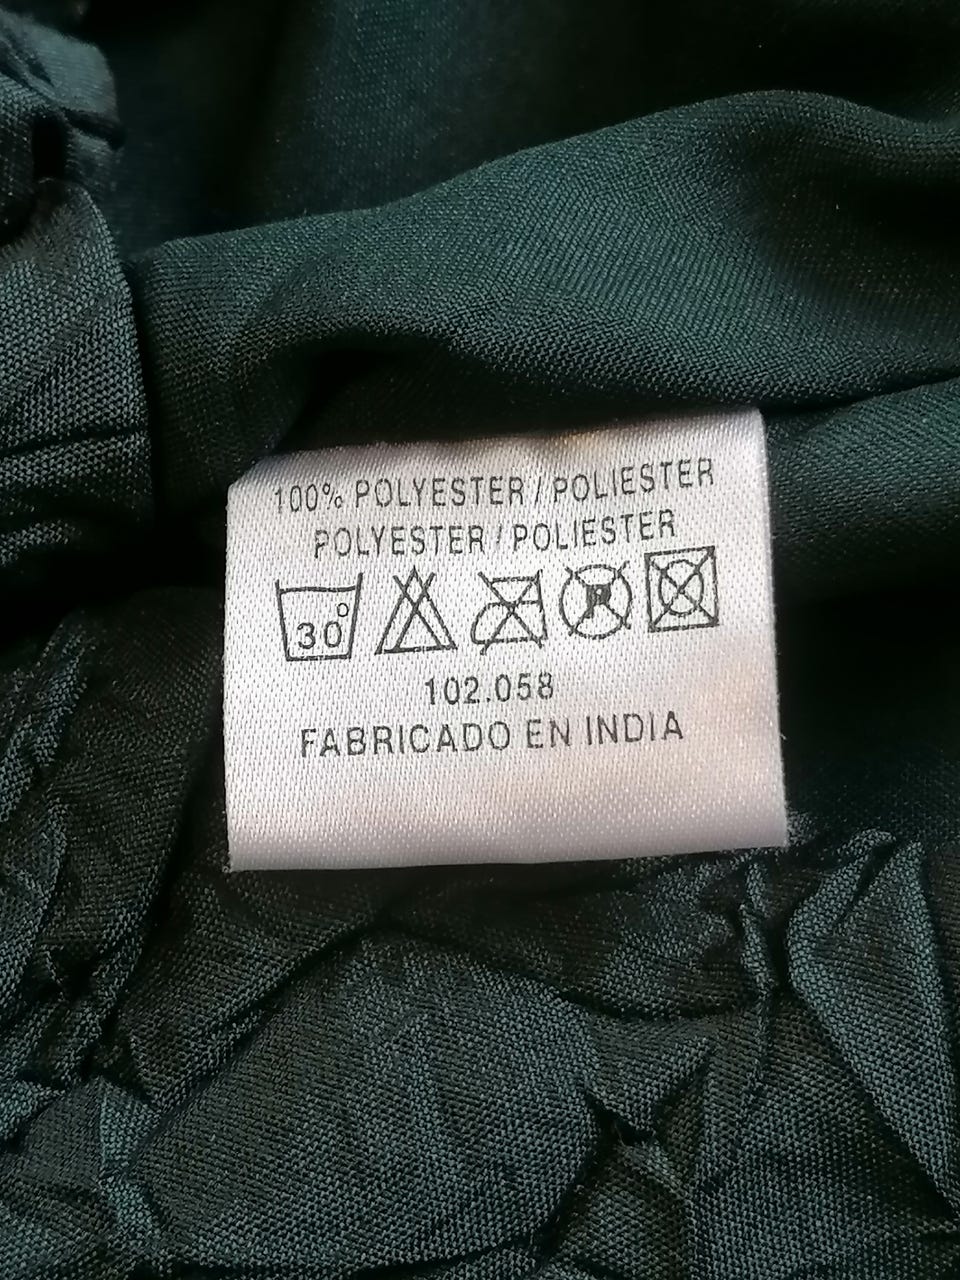 100% POLYESTER / POLIESTER
POLYESTER / POLIESTER
30° P
102.058
FABRICADO EN INDIA